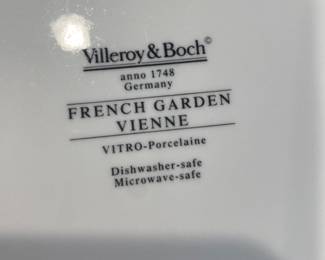 Villeroy & Boch©
anno 1748
Germany
FRENCH GARDEN
VIENNE
VITRO-Porcelaine
Dishwasher-safe
Microwave-safe